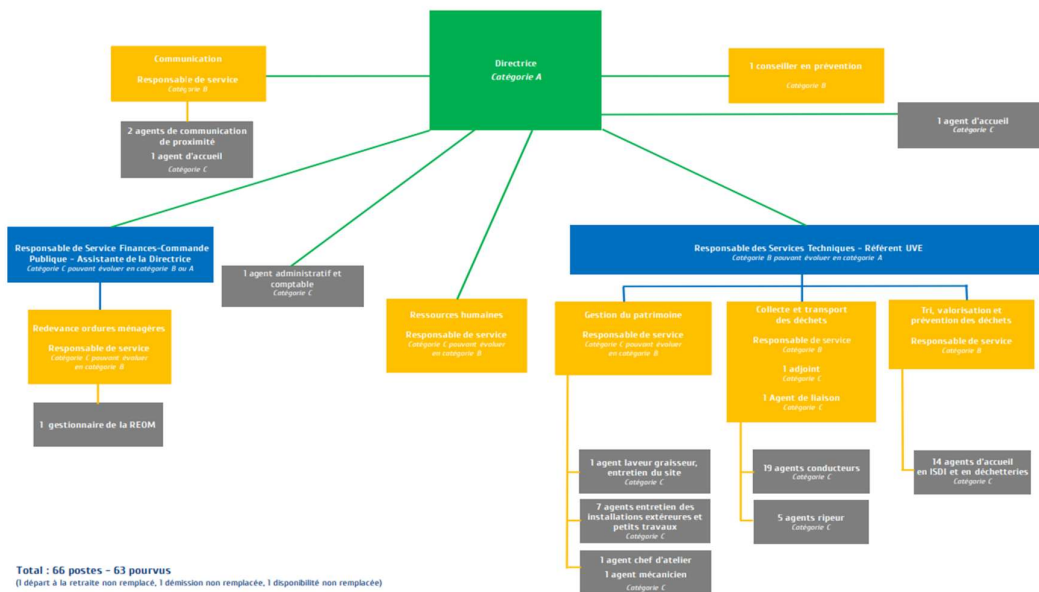 Communication
Responsable de service
Catégorie B
2 agents de communication
de proximité
1 agent d'accueil
Catégorie C
Directrice
Catégorie A
1 conseiller en prévention
Catégorie B
1 agent d'accueil
Catégorie C
Responsable de Service Finances-Commande
Publique - Assistante de la Directrice
Catégorie C pouvant évoluer en catégorie B ou A
1 agent administratif et
comptable
Catégorie C
Responsable des Services Techniques - Référent UVE
Catégorie B pouvant évoluer en catégorie A
Redevance ordures ménagères
Responsable de service
Catégorie C pouvant évoluer
en catégorie B
1 gestionnaire de la REOM
Ressources humaines
Responsable de service
Catégorie C pouvant évoluer
en catégorie B
Gestion du patrimoine
Responsable de service
Catégorie C pouvant évoluer
en catégorie B
Collecte et transport
des déchets
Responsable de service
Catégorie B
1 adjoint
Catégorie C
1 Agent de liaison
Catégorie C
Tri, valorisation et
prévention des déchets
Responsable de service
Catégorie B
1 agent laveur graisseur,
entretien du site
Catégorie C
7 agents entretien des
installations extéreures et
petits travaux
Catégorie C
1 agent chef d'atelier
1 agent mécanicien
Catégorie C
19 agents conducteurs
Catégorie C
5 agents ripeur
Catégorie C
14 agents d'accueil
en ISDI et en déchetteries
Catégorie C
Total : 66 postes - 63 pourvus
(1 départ à la retraite non remplacé, 1 démission non remplacée, 1 disponibilité non remplacée)